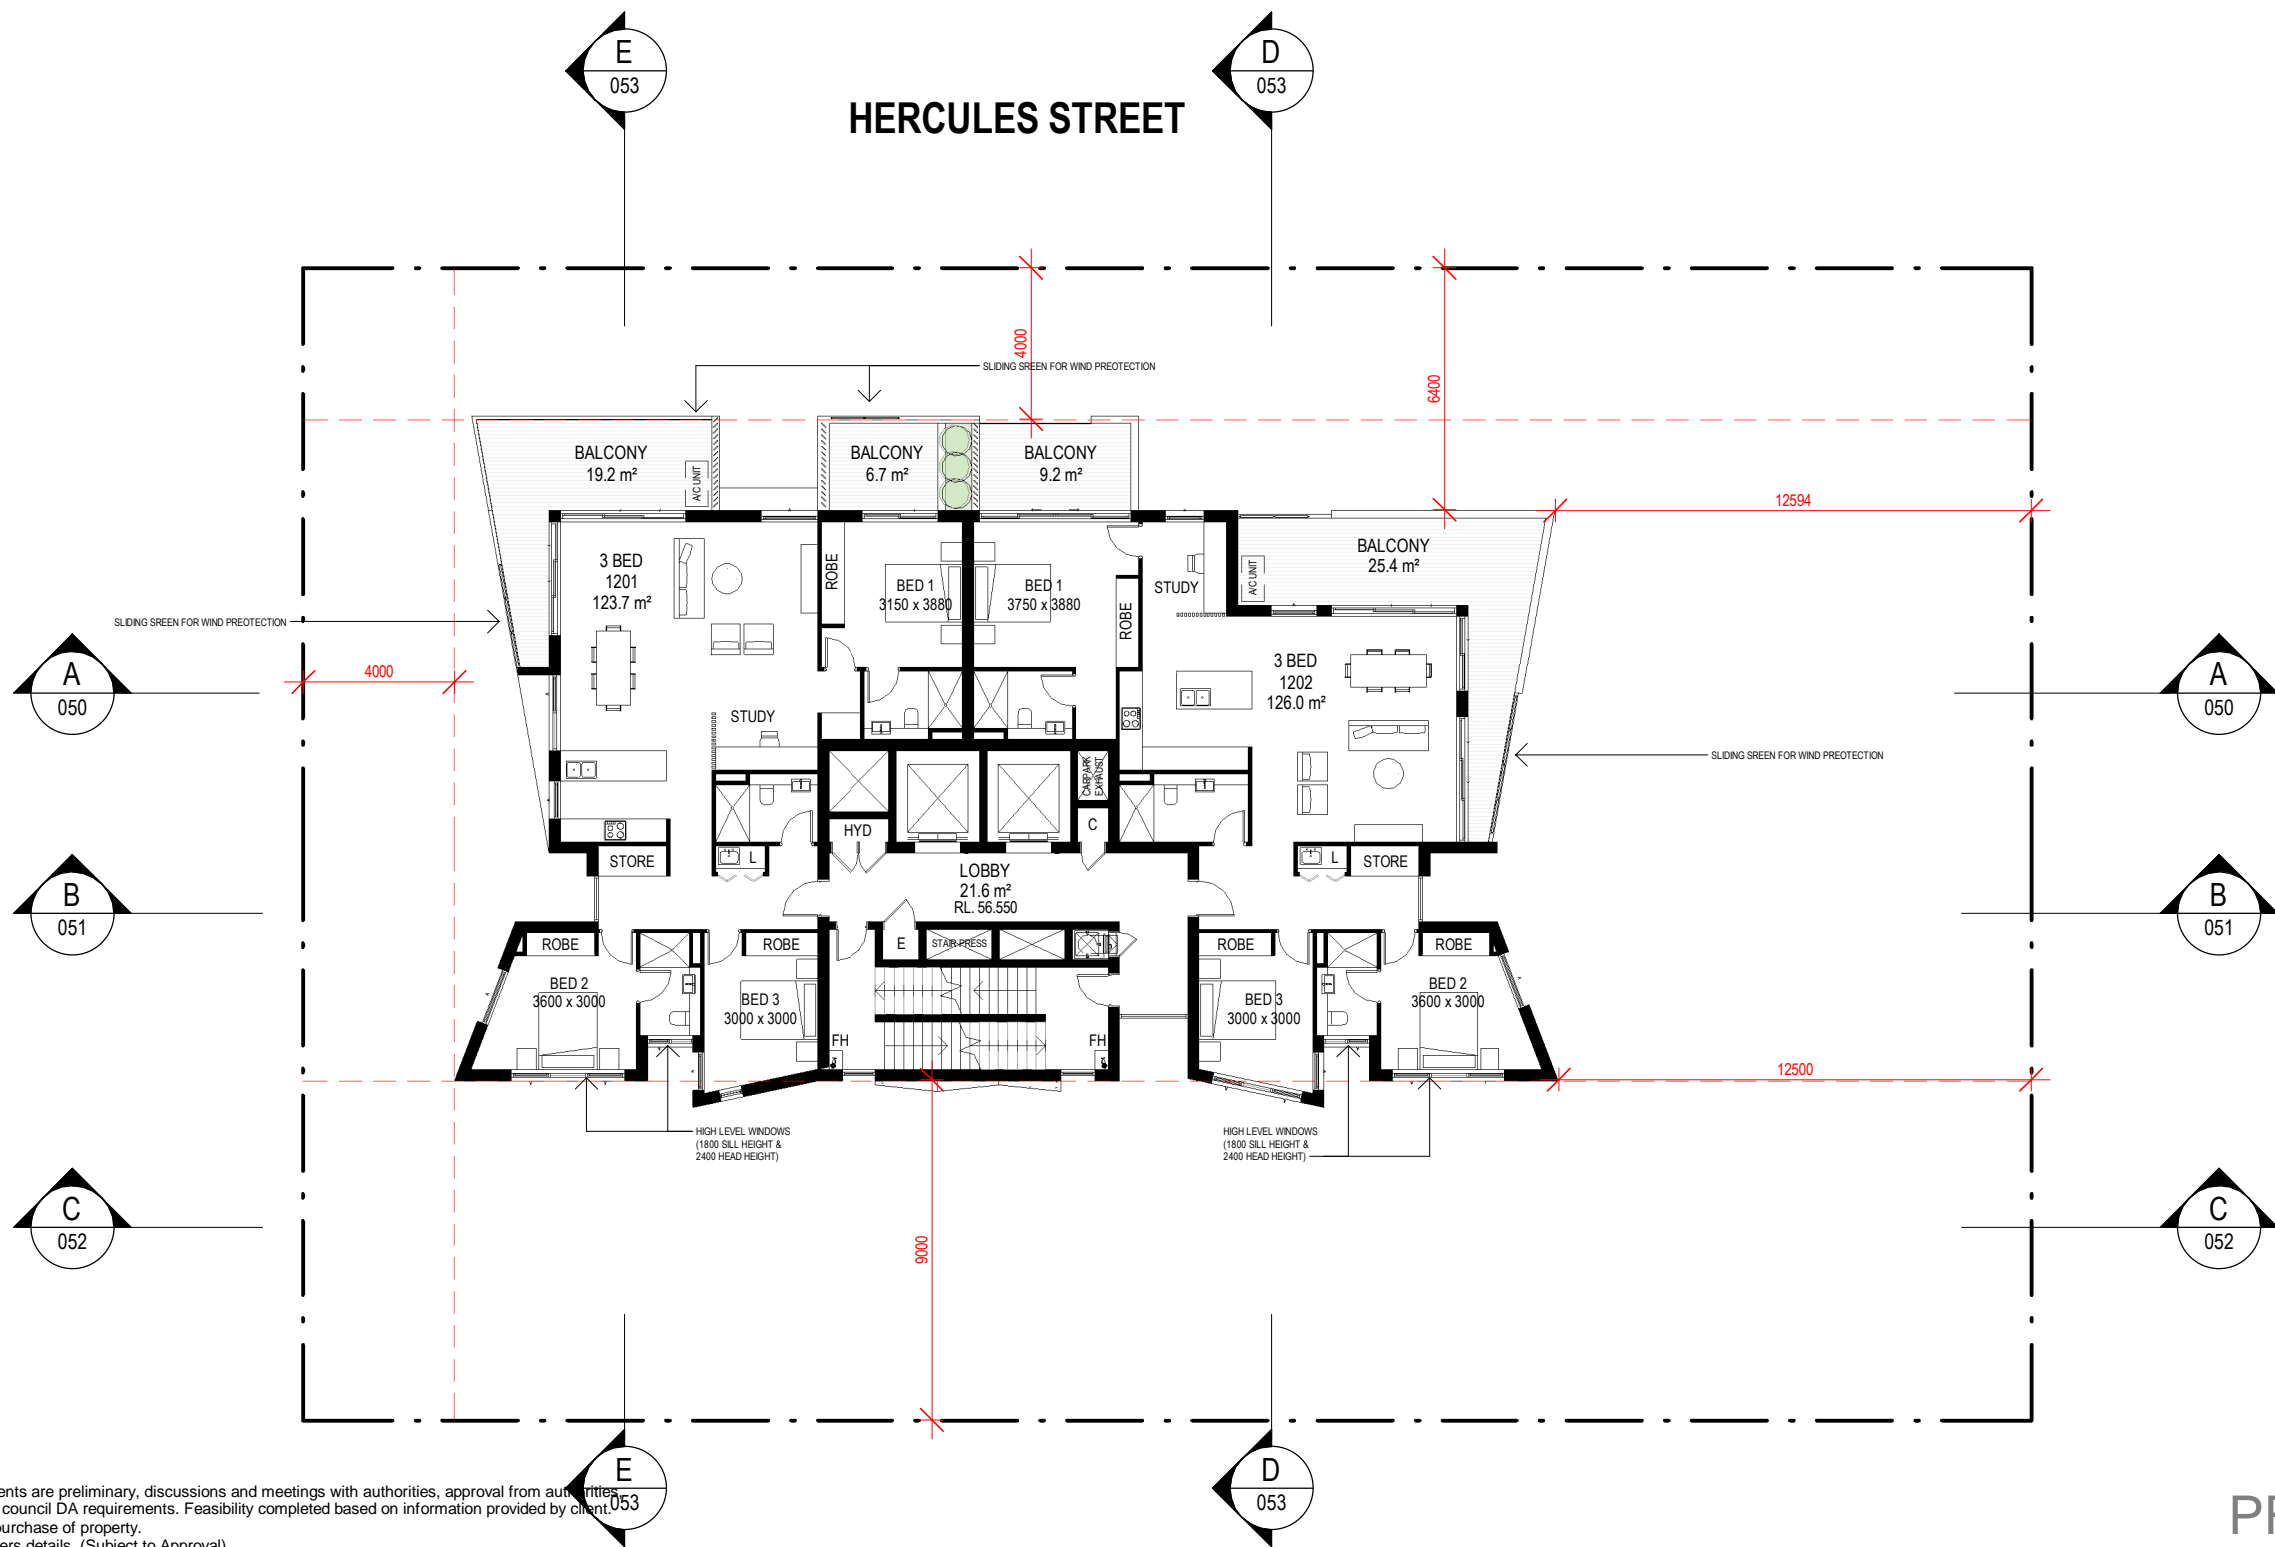 E
053
D
053
HERCULES STREET
4000
6400
SLIDING SREEN FOR WIND PREOTECTION
BALCONY
19.2 m²
A/C UNIT
BALCONY
6.7 m²
BALCONY
9.2 m²
12594
3 BED
1201
123.7 m²
ROBE
BED 1
3150 x 3880
BED 1
3750 x 3880
ROBE
STUDY
A/C UNIT
BALCONY
25.4 m²
SLIDING SREEN FOR WIND PREOTECTION
A
050
4000
STUDY
3 BED
1202
126.0 m²
A
050
SLIDING SREEN FOR WIND PREOTECTION
CARPARK
EXHAUST
HYD
C
STORE
L
LOBBY
21.6 m²
RL. 56.550
L
STORE
B
051
B
051
ROBE
ROBE
E
STAIR PRESS
ROBE
ROBE
BED 2
3600 x 3000
BED 3
3000 x 3000
BED 3
3000 x 3000
BED 2
3600 x 3000
FH
FH
12500
HIGH LEVEL WINDOWS
(1800 SILL HEIGHT &
2400 HEAD HEIGHT)
HIGH LEVEL WINDOWS
(1800 SILL HEIGHT &
2400 HEAD HEIGHT)
C
052
9000
C
052
E
053
D
053
ents are preliminary, discussions and meetings with authorities, approval from authorities,
council DA requirements. Feasibility completed based on information provided by client.
urchase of property.
ers details. (Subject to Approval)